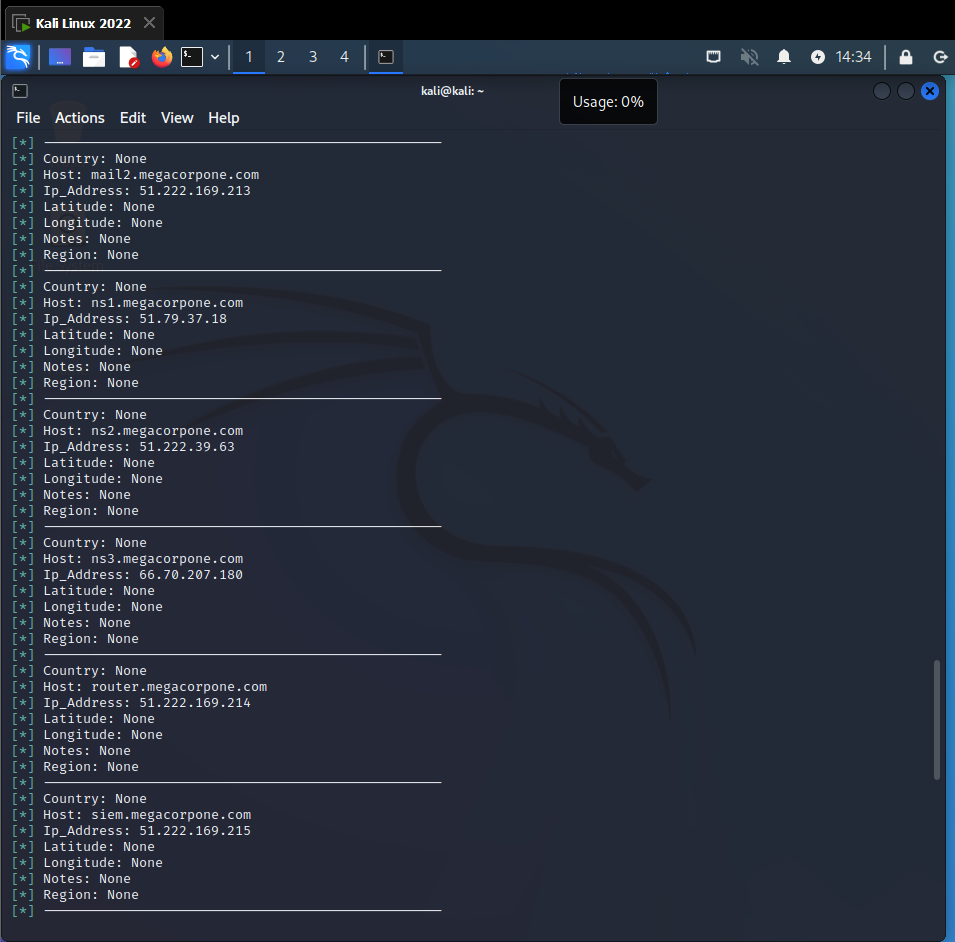 Kali Linux 2022
1 2 3 4 14:34
kali@kali: ~
Usage: 0%
File Actions Edit View Help
[*] ─────────────────────────────────────────
[*] Country: None
[*] Host: mail2.megacorpone.com
[*] Ip_Address: 51.222.169.213
[*] Latitude: None
[*] Longitude: None
[*] Notes: None
[*] Region: None
[*] ─────────────────────────────────────────
[*] Country: None
[*] Host: ns1.megacorpone.com
[*] Ip_Address: 51.79.37.18
[*] Latitude: None
[*] Longitude: None
[*] Notes: None
[*] Region: None
[*] ─────────────────────────────────────────
[*] Country: None
[*] Host: ns2.megacorpone.com
[*] Ip_Address: 51.222.39.63
[*] Latitude: None
[*] Longitude: None
[*] Notes: None
[*] Region: None
[*] ─────────────────────────────────────────
[*] Country: None
[*] Host: ns3.megacorpone.com
[*] Ip_Address: 66.70.207.180
[*] Latitude: None
[*] Longitude: None
[*] Notes: None
[*] Region: None
[*] ─────────────────────────────────────────
[*] Country: None
[*] Host: router.megacorpone.com
[*] Ip_Address: 51.222.169.214
[*] Latitude: None
[*] Longitude: None
[*] Notes: None
[*] Region: None
[*] ─────────────────────────────────────────
[*] Country: None
[*] Host: siem.megacorpone.com
[*] Ip_Address: 51.222.169.215
[*] Latitude: None
[*] Longitude: None
[*] Notes: None
[*] Region: None
[*] ─────────────────────────────────────────